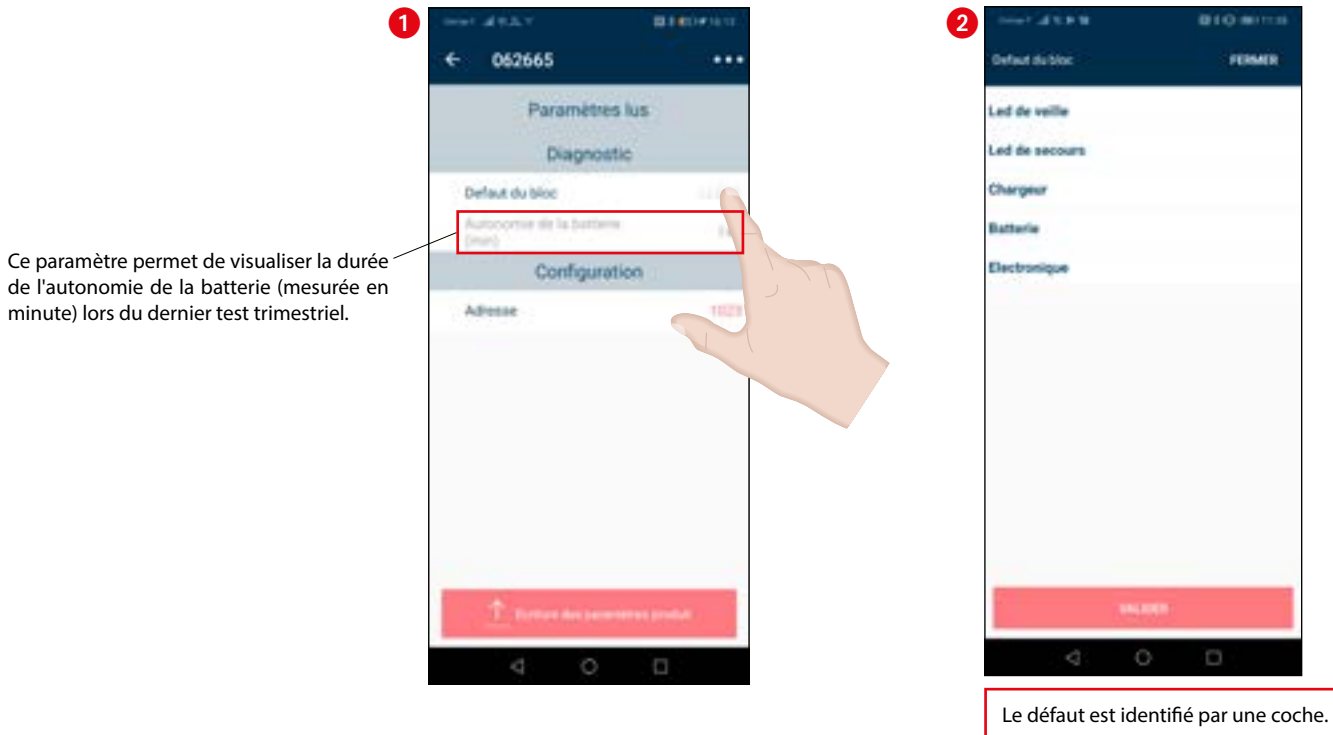 1
062665
Paramètres lus
Diagnostic
Defaut du bloc
Autonomie de la batterie
(min)
Configuration
Adresse 1023
Ecriture des paramètres produit
Ce paramètre permet de visualiser la durée
de l'autonomie de la batterie (mesurée en
minute) lors du dernier test trimestriel.
2
Defaut du bloc FERMER
Led de veille
Led de secours
Chargeur
Batterie
Electronique
VALIDER
Le défaut est identifié par une coche.